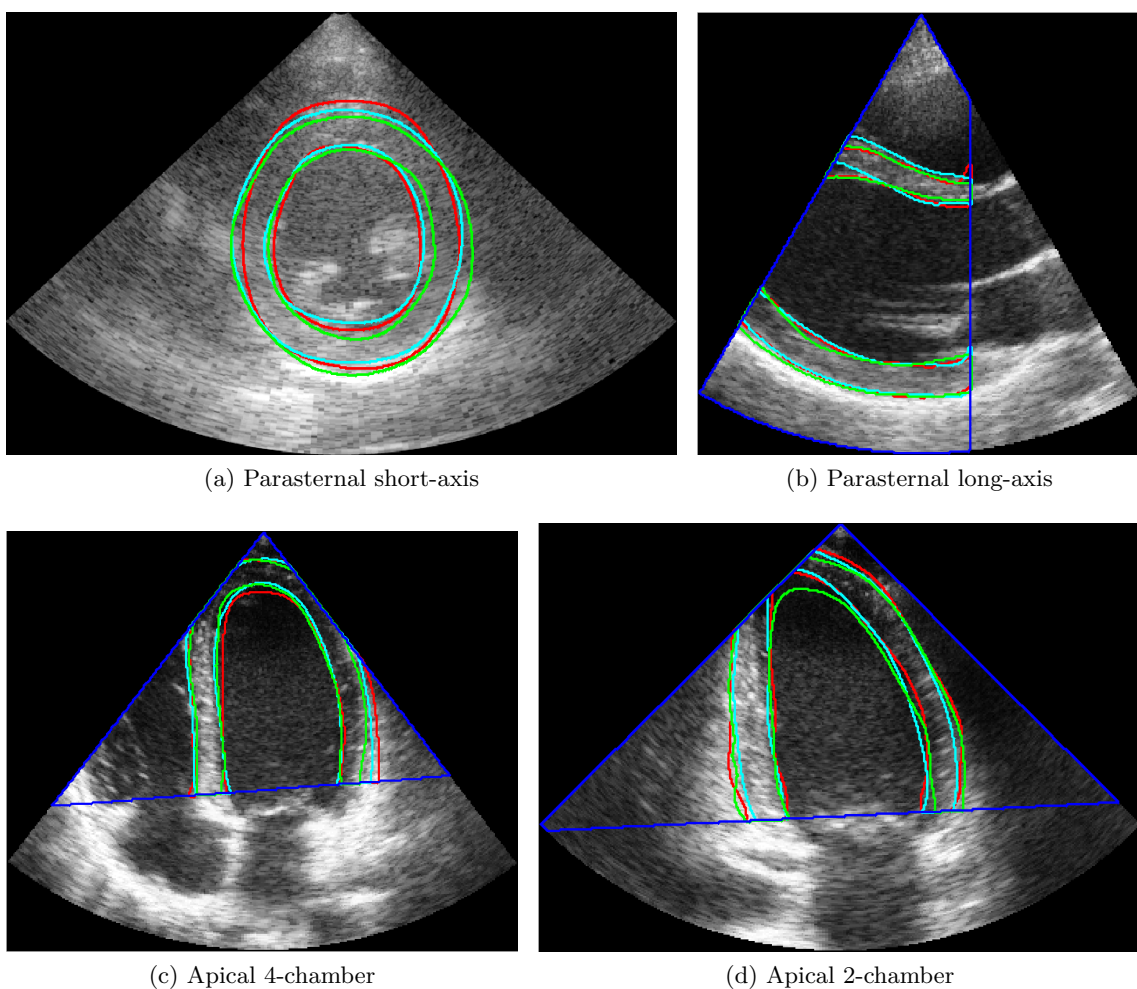 (a) Parasternal short-axis
(b) Parasternal long-axis
(c) Apical 4-chamber
(d) Apical 2-chamber